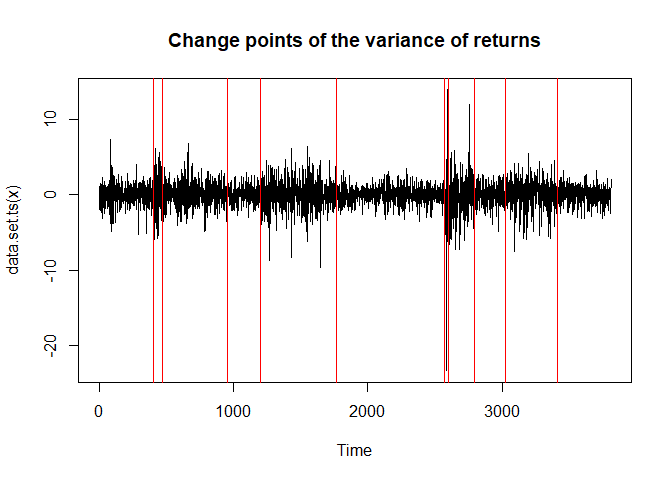 Change points of the variance of returns
data.set.ts(x)
10
0
-10
-20
0
1000
2000
3000
Time